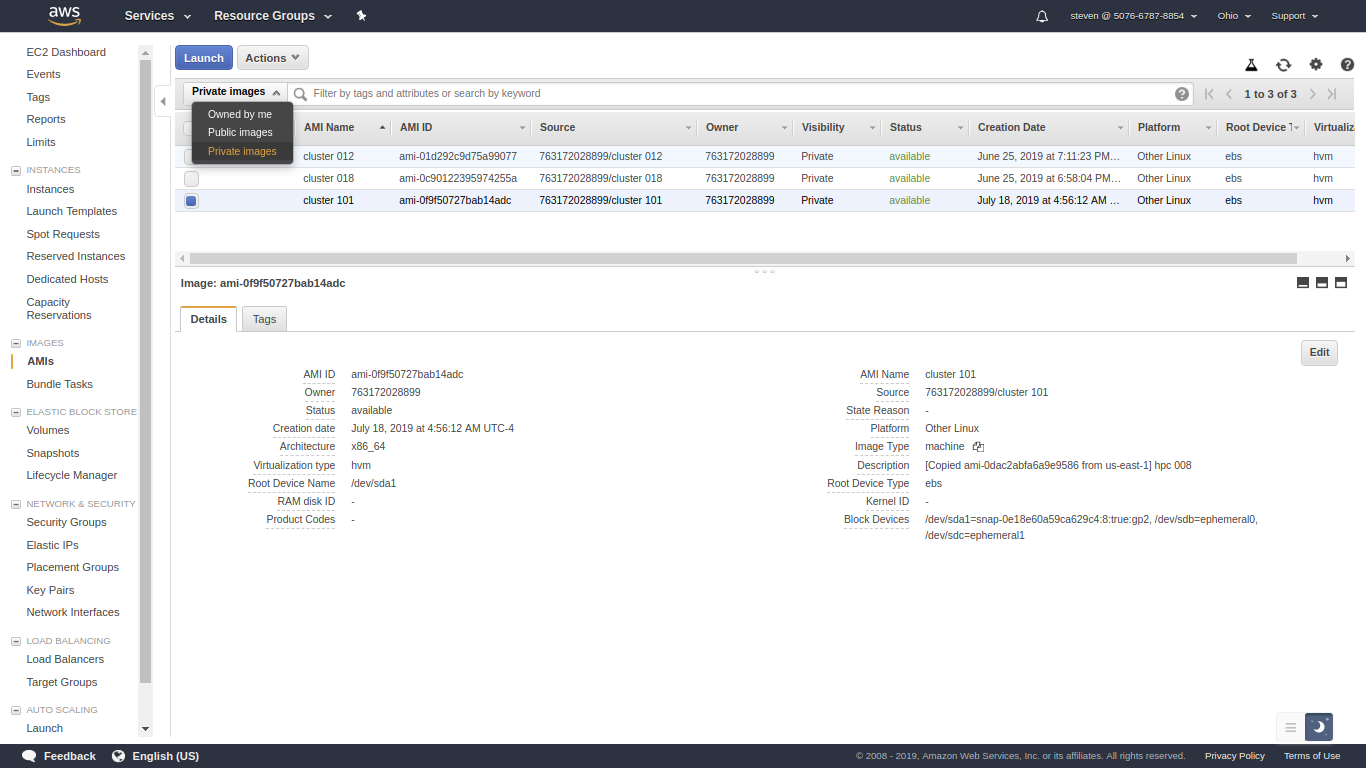 aws Services Resource Groups steven @ 5076-6787-8854 Ohio Support
EC2 Dashboard
Events
Tags
Reports
Limits
INSTANCES
Instances
Launch Templates
Spot Requests
Reserved Instances
Dedicated Hosts
Capacity
Reservations
IMAGES
AMIs
Bundle Tasks
ELASTIC BLOCK STORE
Volumes
Snapshots
Lifecycle Manager
NETWORK & SECURITY
Security Groups
Elastic IPs
Placement Groups
Key Pairs
Network Interfaces
LOAD BALANCING
Load Balancers
Target Groups
AUTO SCALING
Launch
Launch Actions
Private images Filter by tags and attributes or search by keyword 1 to 3 of 3
Owned by me
Public images
Private images
AMI Name AMI ID Source Owner Visibility Status Creation Date Platform Root Device Virtualiz
cluster 012 ami-01d292c9d75a99077 763172028899/cluster 012 763172028899 Private available June 25, 2019 at 7:11:23 PM... Other Linux ebs hvm
cluster 018 ami-0c90122395974255a 763172028899/cluster 018 763172028899 Private available June 25, 2019 at 6:58:04 PM... Other Linux ebs hvm
cluster 101 ami-0f9f50727bab14adc 763172028899/cluster 101 763172028899 Private available July 18, 2019 at 4:56:12 AM ... Other Linux ebs hvm
Image: ami-0f9f50727bab14adc
Details Tags
Edit
AMI ID ami-0f9f50727bab14adc
Owner 763172028899
Status available
Creation date July 18, 2019 at 4:56:12 AM UTC-4
Architecture x86_64
Virtualization type hvm
Root Device Name /dev/sda1
RAM disk ID -
Product Codes -
AMI Name cluster 101
Source 763172028899/cluster 101
State Reason -
Platform Other Linux
Image Type machine
Description [Copied ami-0dac2abfa6a9e9586 from us-east-1] hpc 008
Root Device Type ebs
Kernel ID -
Block Devices /dev/sda1=snap-0e18e60a59ca629c4:8:true:gp2, /dev/sdb=ephemeral0,
/dev/sdc=ephemeral1
Feedback English (US) © 2008 - 2019, Amazon Web Services, Inc. or its affiliates. All rights reserved. Privacy Policy Terms of Use